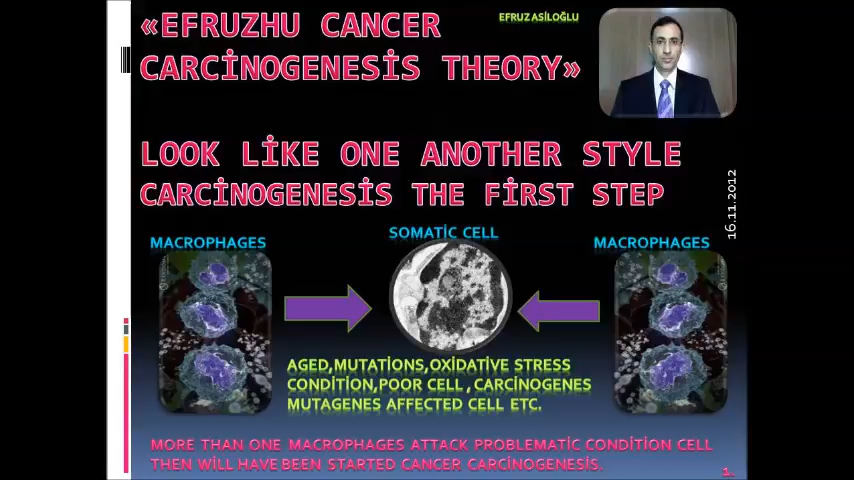 «EFRUZHU CANCER
CARCİNOGENESİS THEORY»
EFRUZ ASİLOĞLU
LOOK LİKE ONE ANOTHER STYLE
CARCİNOGENESİS THE FİRST STEP
16.11.2012
MACROPHAGES
SOMATİC CELL
MACROPHAGES
AGED,MUTATİONS,OXİDATİVE STRESS
CONDİTİON,POOR CELL , CARCİNOGENES
MUTAGENES AFFECTED CELL ETC.
MORE THAN ONE MACROPHAGES ATTACK PROBLEMATİC CONDİTİON CELL
THEN WİLL HAVE BEEN STARTED CANCER CARCİNOGENESİS.
1.